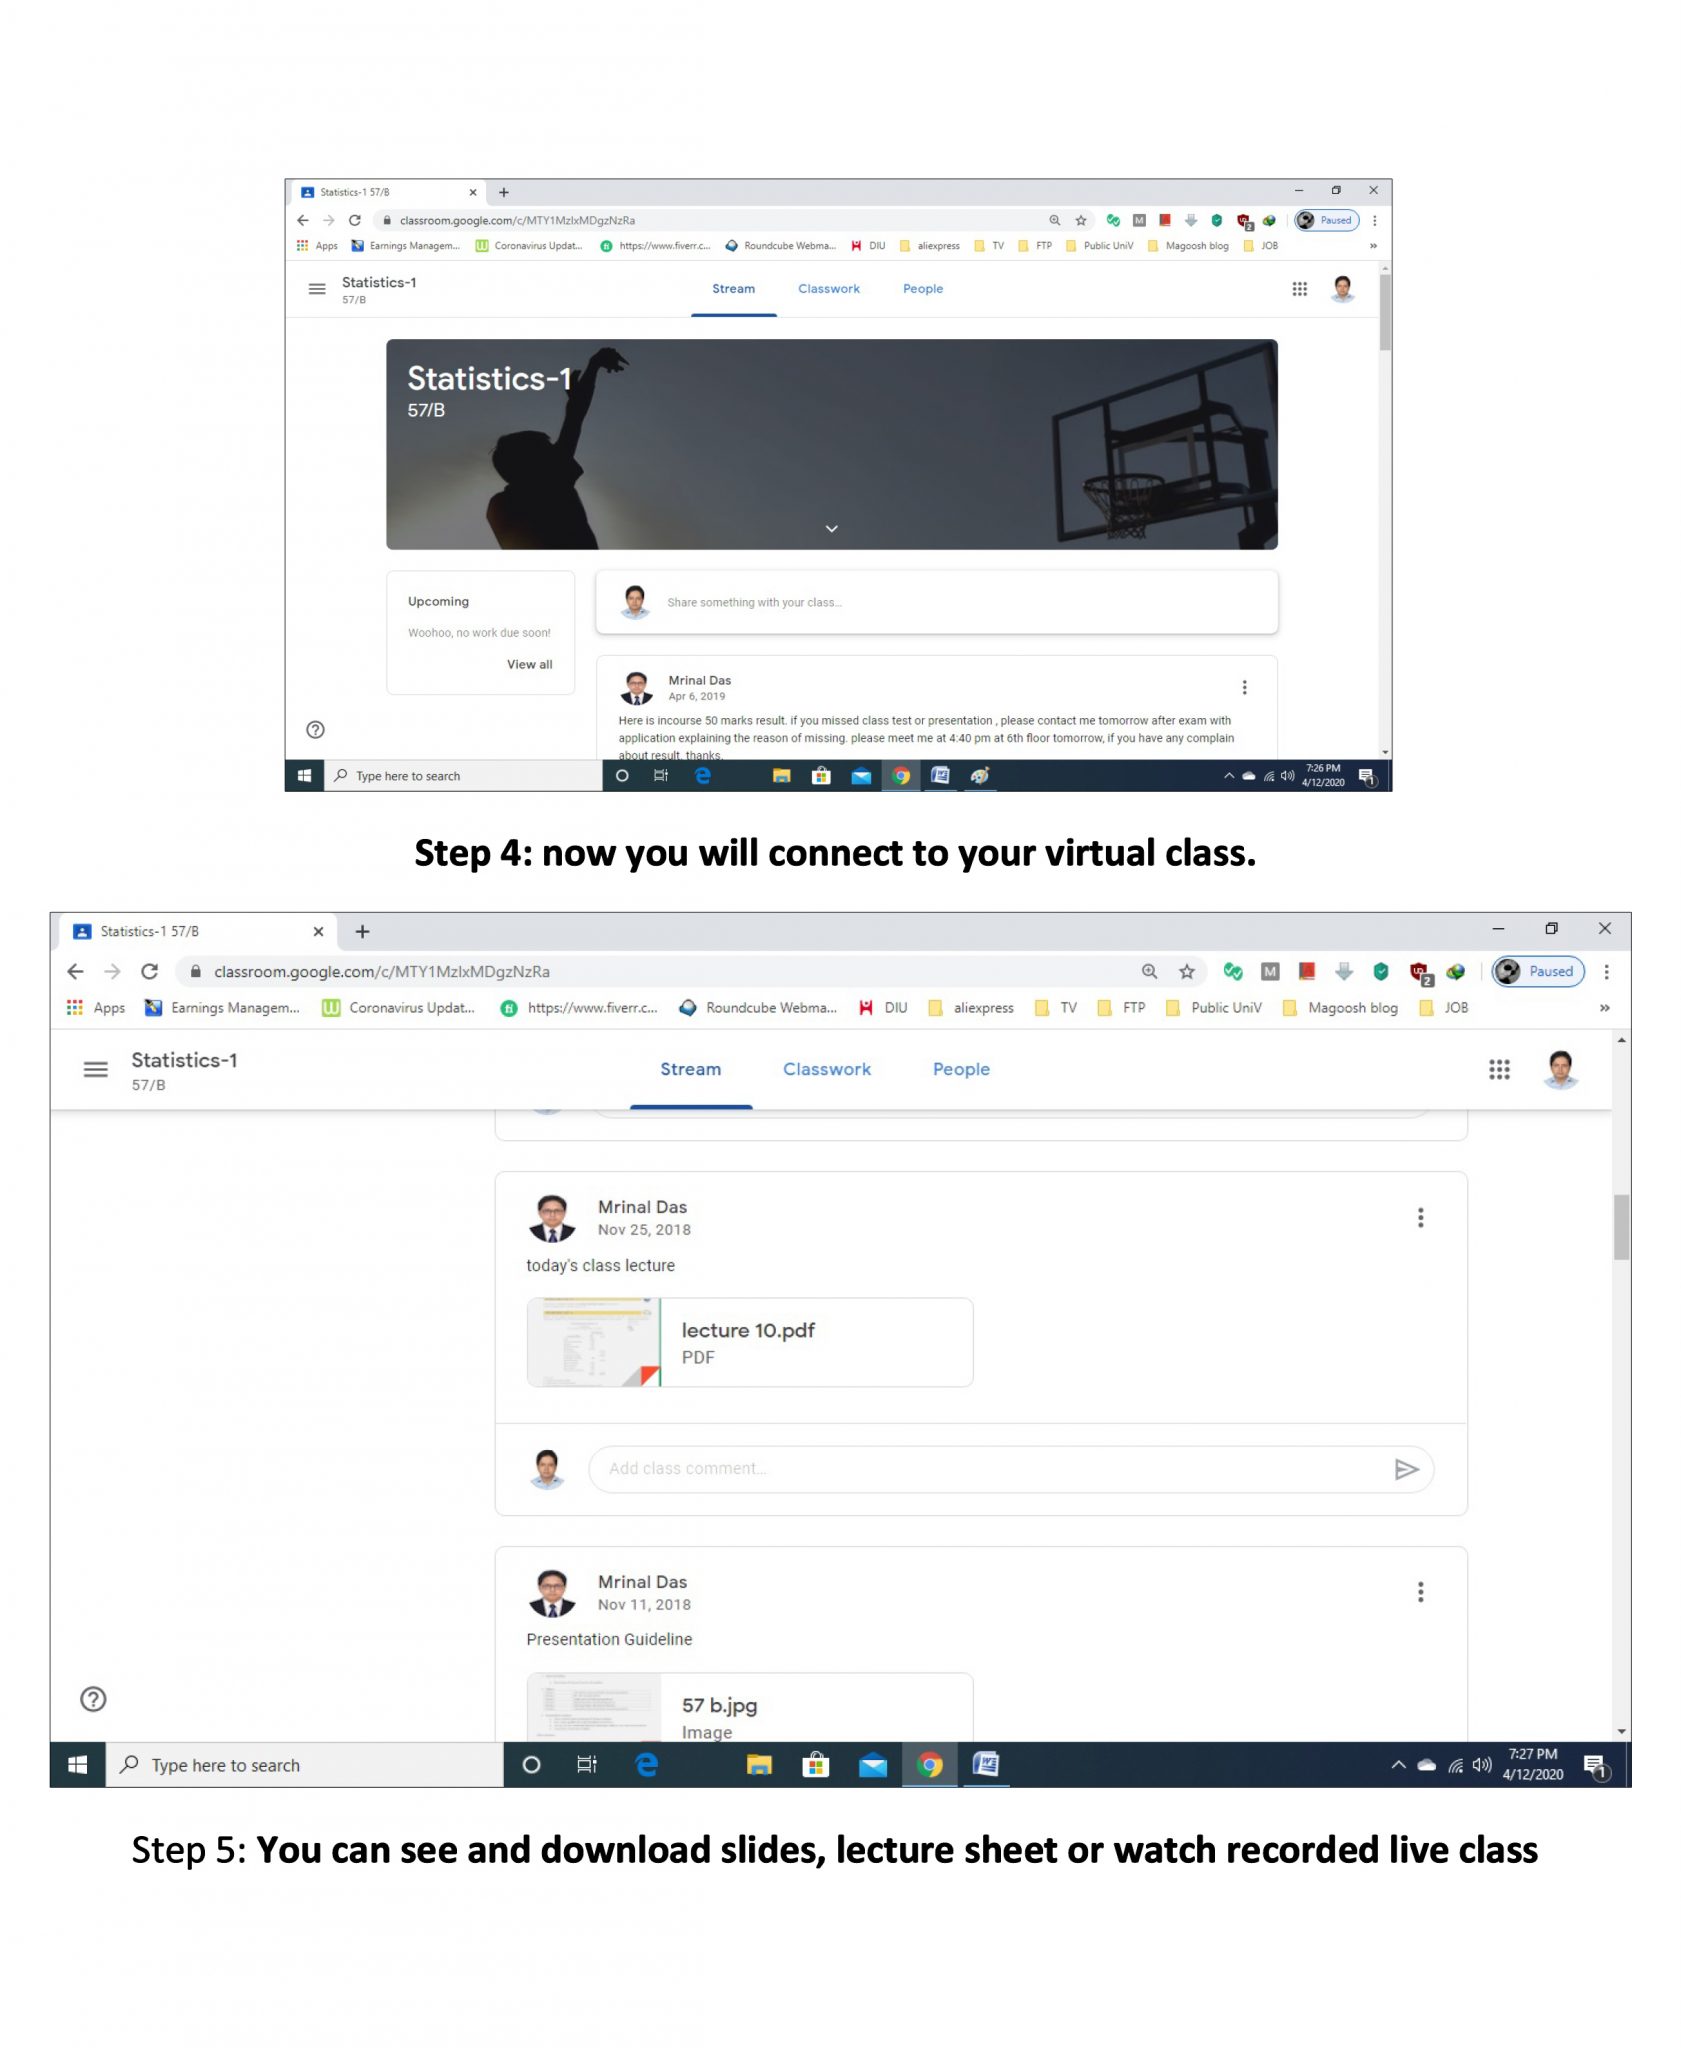 Statistics-1 57/B
classroom.google.com/c/MTY1MzIxMDgzNzRa
Paused
Apps Earnings Managem... Coronavirus Updat... https://www.fiverr.c... Roundcube Webma... DIU aliexpress TV FTP Public UniV Magoosh blog JOB »
Statistics-1
57/B
Stream Classwork People
Statistics-1
57/B
Upcoming
Woohoo, no work due soon!
View all
Share something with your class...
Mrinal Das
Apr 6, 2019
Here is incourse 50 marks result. if you missed class test or presentation , please contact me tomorrow after exam with
application explaining the reason of missing. please meet me at 4:40 pm at 6th floor tomorrow, if you have any complain
about result. thanks.
Type here to search
7:26 PM
4/12/2020
Step 4: now you will connect to your virtual class.
Statistics-1 57/B
classroom.google.com/c/MTY1MzIxMDgzNzRa
Paused
Apps Earnings Managem... Coronavirus Updat... https://www.fiverr.c... Roundcube Webma... DIU aliexpress TV FTP Public UniV Magoosh blog JOB »
Statistics-1
57/B
Stream Classwork People
Mrinal Das
Nov 25, 2018
today's class lecture
lecture 10.pdf
PDF
Add class comment...
Mrinal Das
Nov 11, 2018
Presentation Guideline
57 b.jpg
Image
Type here to search
7:27 PM
4/12/2020
Step 5: You can see and download slides, lecture sheet or watch recorded live class